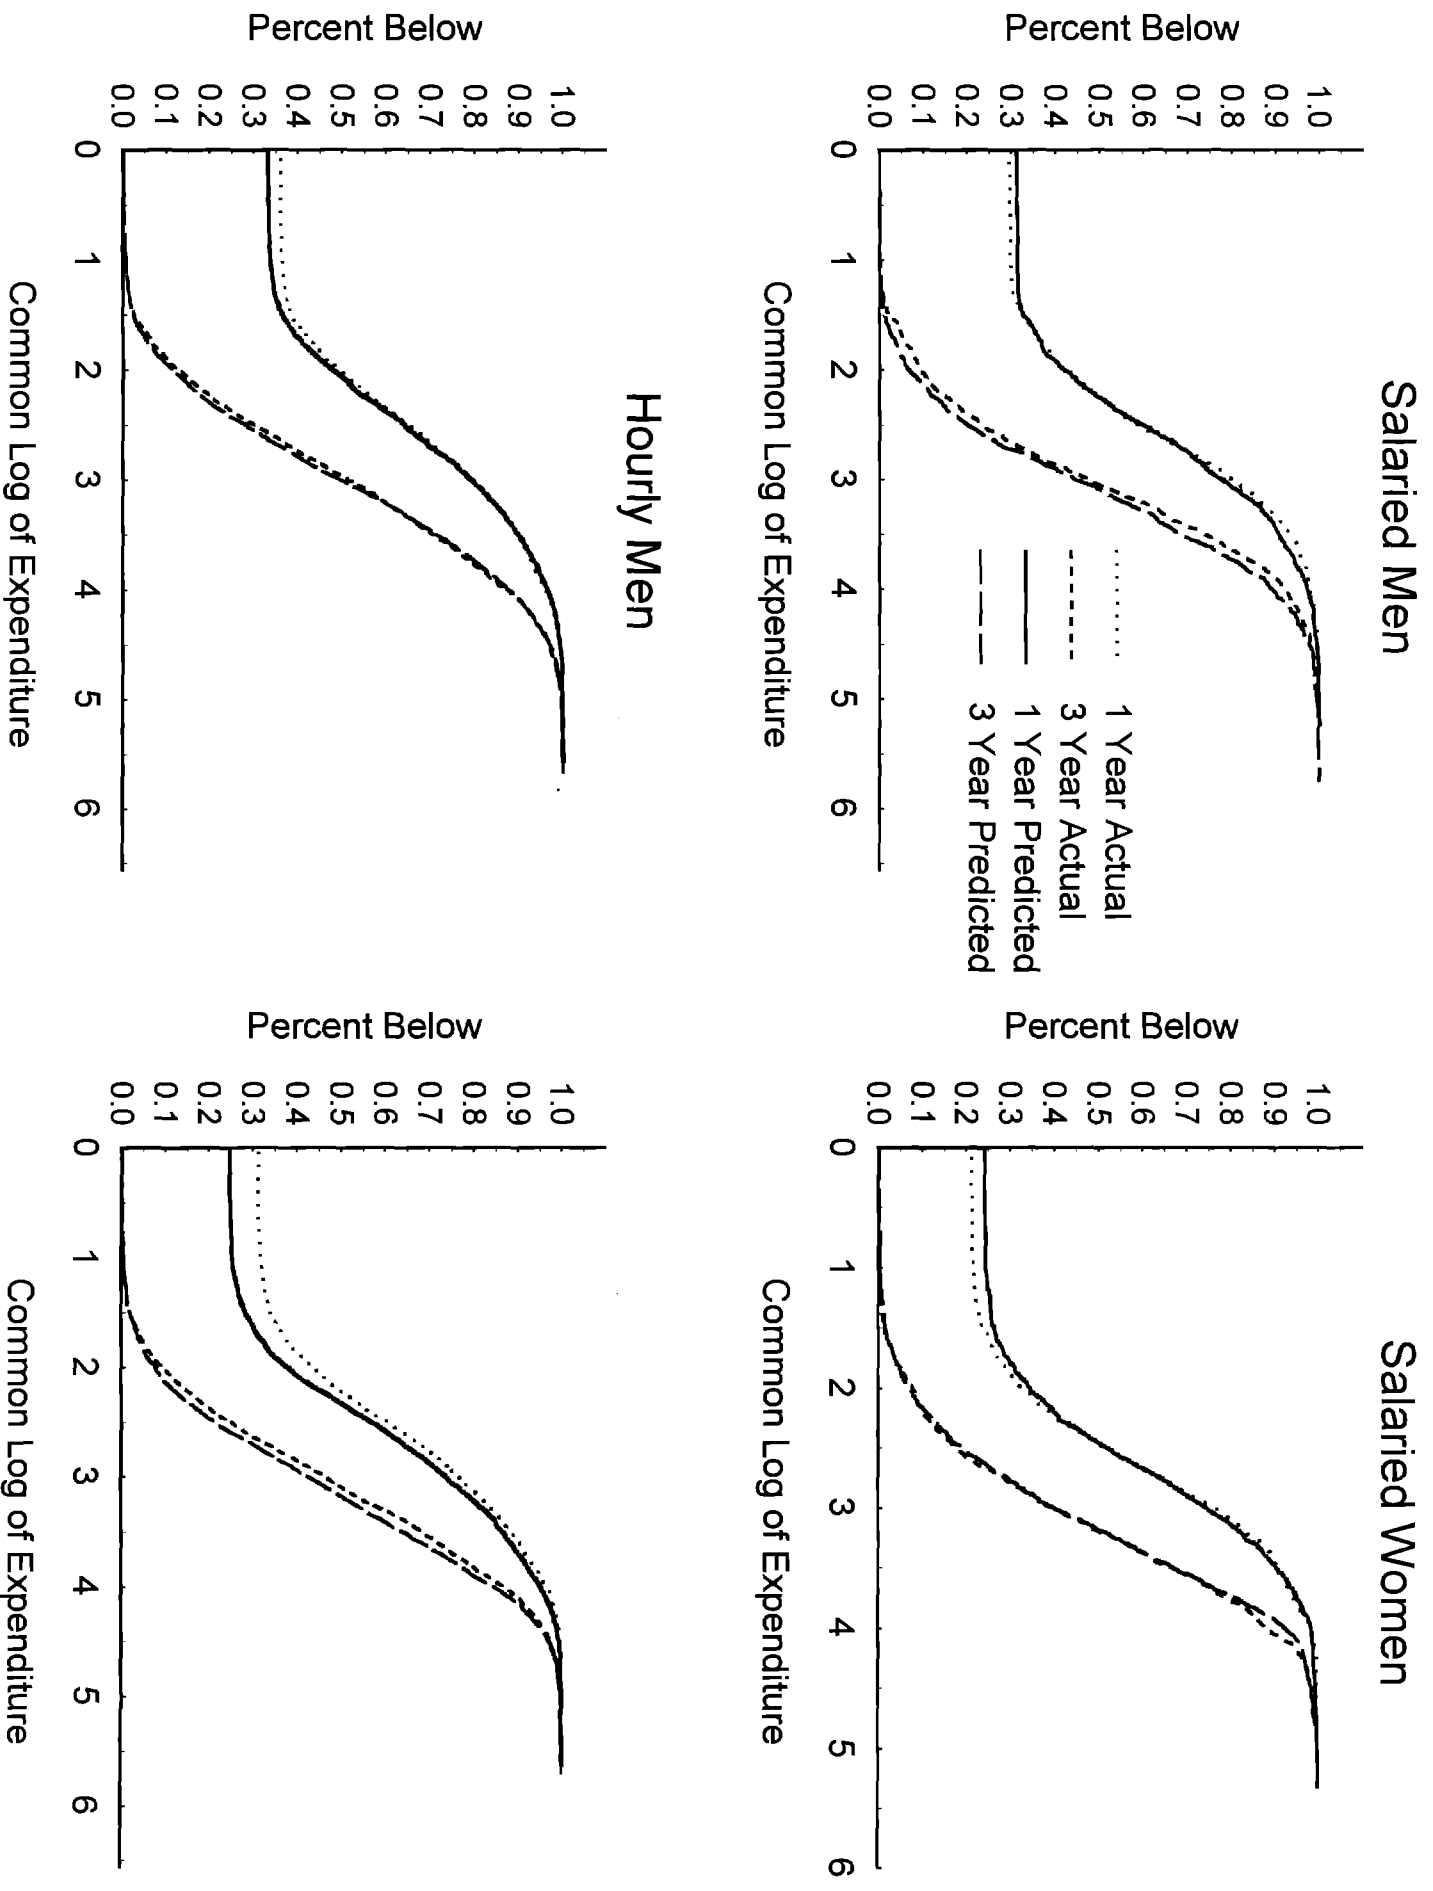 Salaried Men
Percent Below
1.0
0.9
0.8
0.7
0.6
0.5
0.4
0.3
0.2
0.1
0.0
1 Year Actual
3 Year Actual
1 Year Predicted
3 Year Predicted
0 1 2 3 4 5 6
Common Log of Expenditure
Salaried Women
Percent Below
1.0
0.9
0.8
0.7
0.6
0.5
0.4
0.3
0.2
0.1
0.0
0 1 2 3 4 5 6
Common Log of Expenditure
Hourly Men
Percent Below
1.0
0.9
0.8
0.7
0.6
0.5
0.4
0.3
0.2
0.1
0.0
0 1 2 3 4 5 6
Common Log of Expenditure
Percent Below
1.0
0.9
0.8
0.7
0.6
0.5
0.4
0.3
0.2
0.1
0.0
0 1 2 3 4 5 6
Common Log of Expenditure